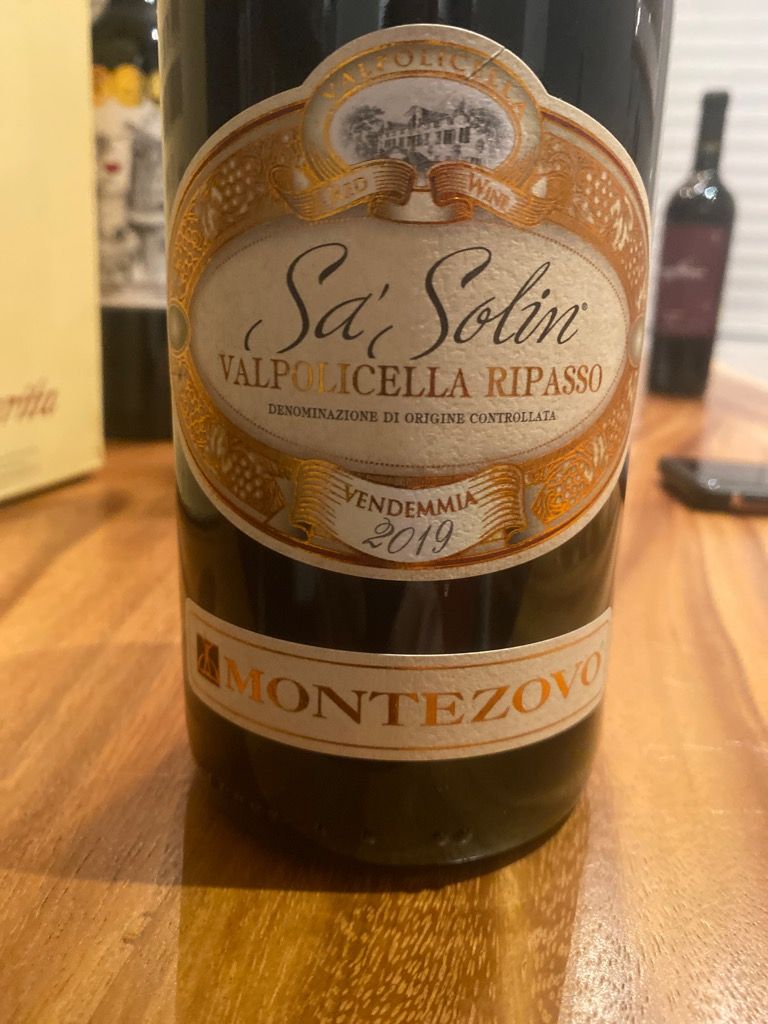 VALPOLICELLA
RED WINE
Sa' Solin®
VALPOLICELLA RIPASSO
DENOMINAZIONE DI ORIGINE CONTROLLATA
VENDEMMIA
2019
MONTEZOVO